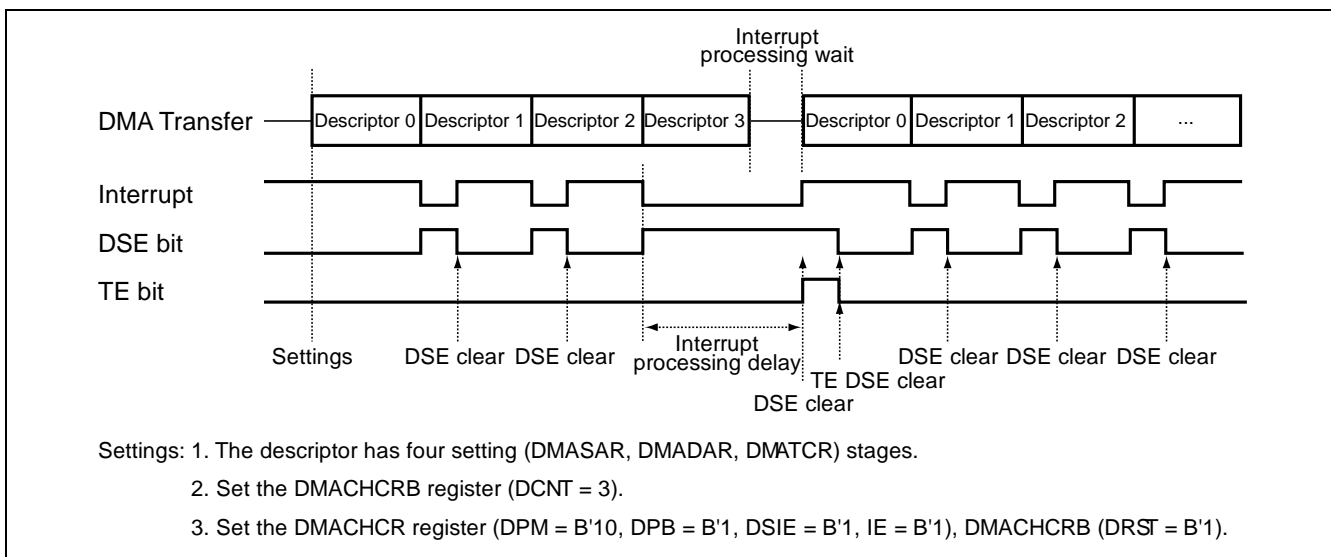 Interrupt
processing wait
DMA Transfer
Descriptor 0 Descriptor 1 Descriptor 2 Descriptor 3 Descriptor 0 Descriptor 1 Descriptor 2 ...
Interrupt
DSE bit
TE bit
Settings DSE clear DSE clear
Interrupt
processing delay
DSE clear DSE clear DSE clear
TE DSE clear
DSE clear
Settings: 1. The descriptor has four setting (DMASAR, DMADAR, DMATCR) stages.
2. Set the DMACHCRB register (DCNT = 3).
3. Set the DMACHCR register (DPM = B'10, DPB = B'1, DSIE = B'1, IE = B'1), DMACHCRB (DRST = B'1).